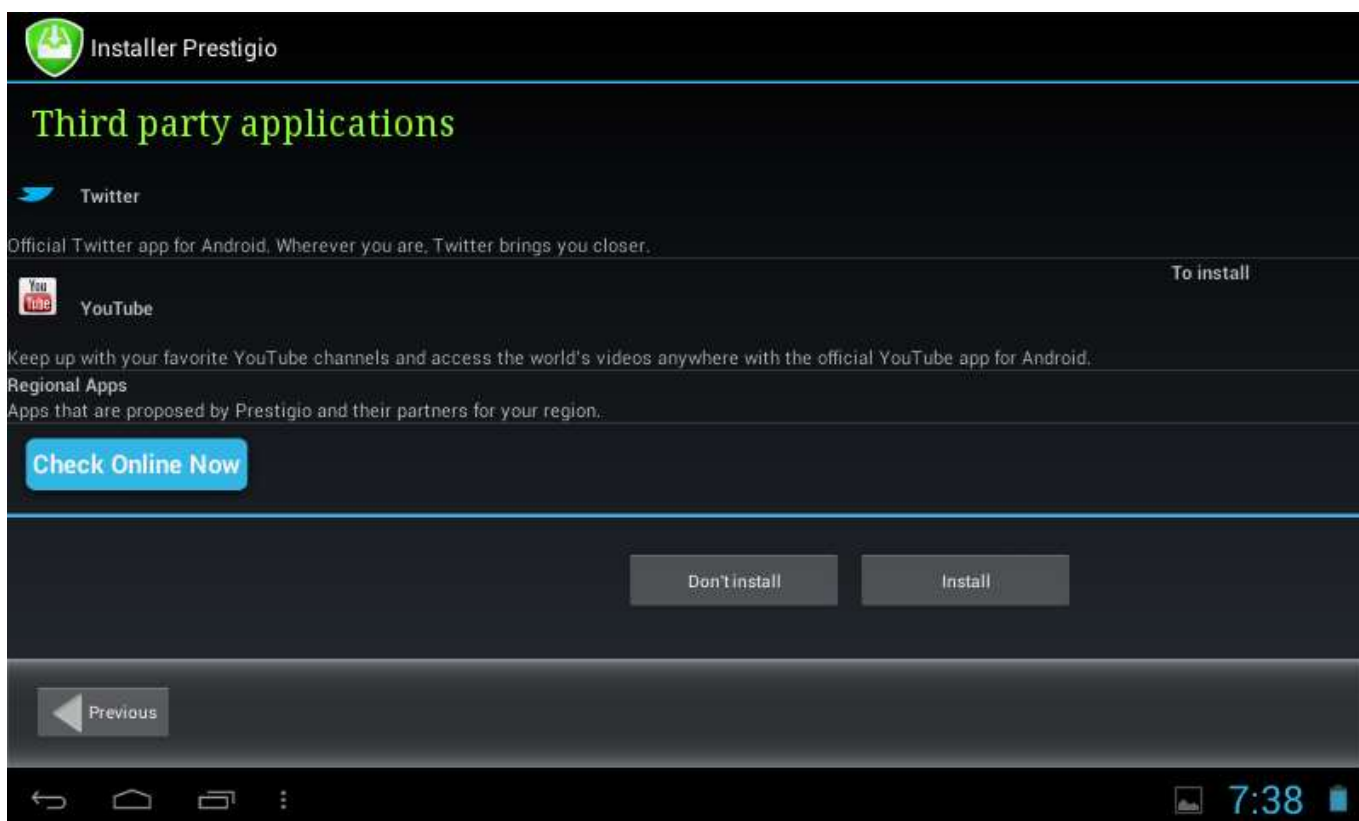 Installer Prestigio
Third party applications
Twitter
Official Twitter app for Android. Wherever you are, Twitter brings you closer.
To install
You
Tube
YouTube
Keep up with your favorite YouTube channels and access the world's videos anywhere with the official YouTube app for Android.
Regional Apps
Apps that are proposed by Prestigio and their partners for your region.
Check Online Now
Don't install
Install
Previous
7:38